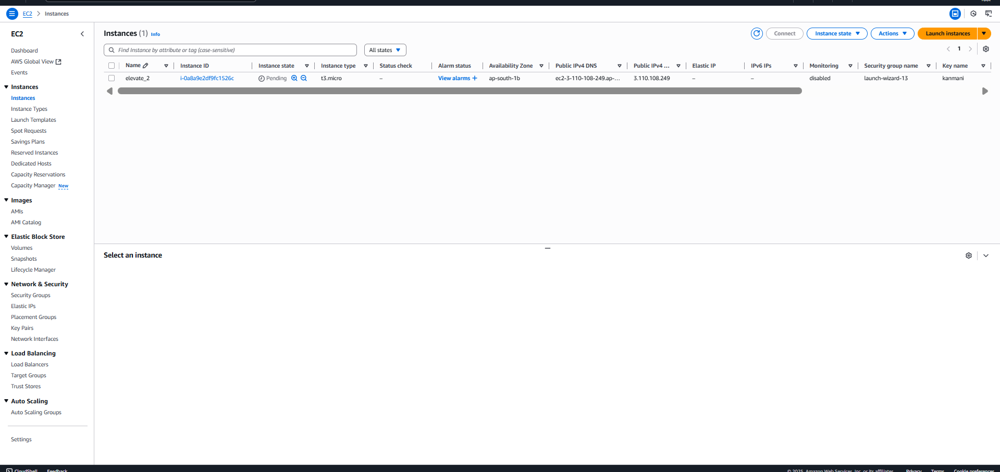 EC2 Instances
EC2
Dashboard
AWS Global View
Events
Instances
Instances
Instance Types
Launch Templates
Spot Requests
Savings Plans
Reserved Instances
Dedicated Hosts
Capacity Reservations
Capacity Manager New
Images
AMIs
AMI Catalog
Elastic Block Store
Volumes
Snapshots
Lifecycle Manager
Network & Security
Security Groups
Elastic IPs
Placement Groups
Key Pairs
Network Interfaces
Load Balancing
Load Balancers
Target Groups
Trust Stores
Auto Scaling
Auto Scaling Groups
Settings
Instances (1) Info
Connect Instance state Actions Launch instances
Find Instance by attribute or tag (case-sensitive) All states 1
Name Instance ID Instance state Instance type Status check Alarm status Availability Zone Public IPv4 DNS Public IPv4 ... Elastic IP IPv6 IPs Monitoring Security group name Key name
elevate_2 i-0a8a9e2df9fc1526c Pending t3.micro – View alarms + ap-south-1b ec2-3-110-108-249.ap-... 3.110.108.249 – – disabled launch-wizard-13 kanmani
Select an instance
CloudShell Feedback © 2025, Amazon Web Services, Inc. or its affiliates. Privacy Terms Cookie preferences